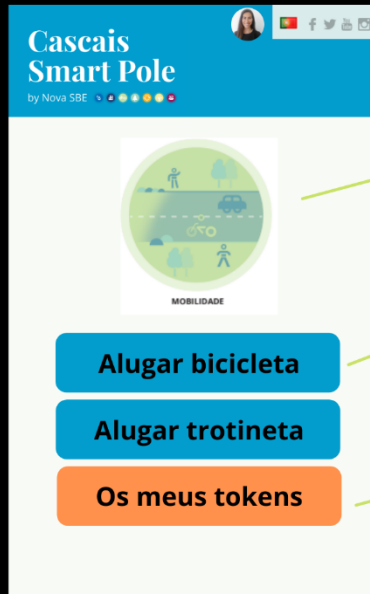 Cascais
Smart Pole
by Nova SBE
MOBILIDADE
Alugar bicicleta
Alugar trotineta
Os meus tokens